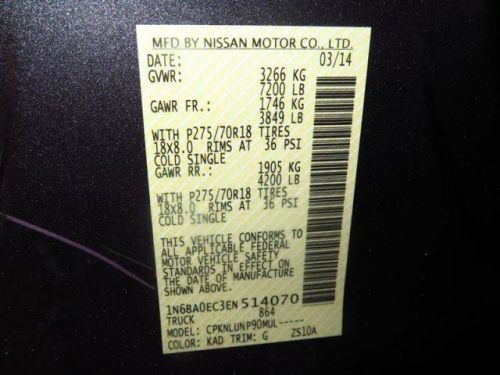 MFD BY NISSAN MOTOR CO., LTD.
DATE: 03/14
GVWR: 3266 KG
7200 LB
GAWR FR.: 1746 KG
3849 LB
WITH P275/70R18 TIRES
18x8.0 RIMS AT 36 PSI
COLD SINGLE
GAWR RR.: 1905 KG
4200 LB
WITH P275/70R18 TIRES
18x8.0 RIMS AT 36 PSI
COLD SINGLE
THIS VEHICLE CONFORMS TO
ALL APPLICABLE FEDERAL
MOTOR VEHICLE SAFETY
STANDARDS IN EFFECT ON
THE DATE OF MANUFACTURE
SHOWN ABOVE.
1N6BA0EC3EN514070
TRUCK 864
MODEL: CPKNLUNP90MUL-----
COLOR: KAD TRIM: G ZS10A